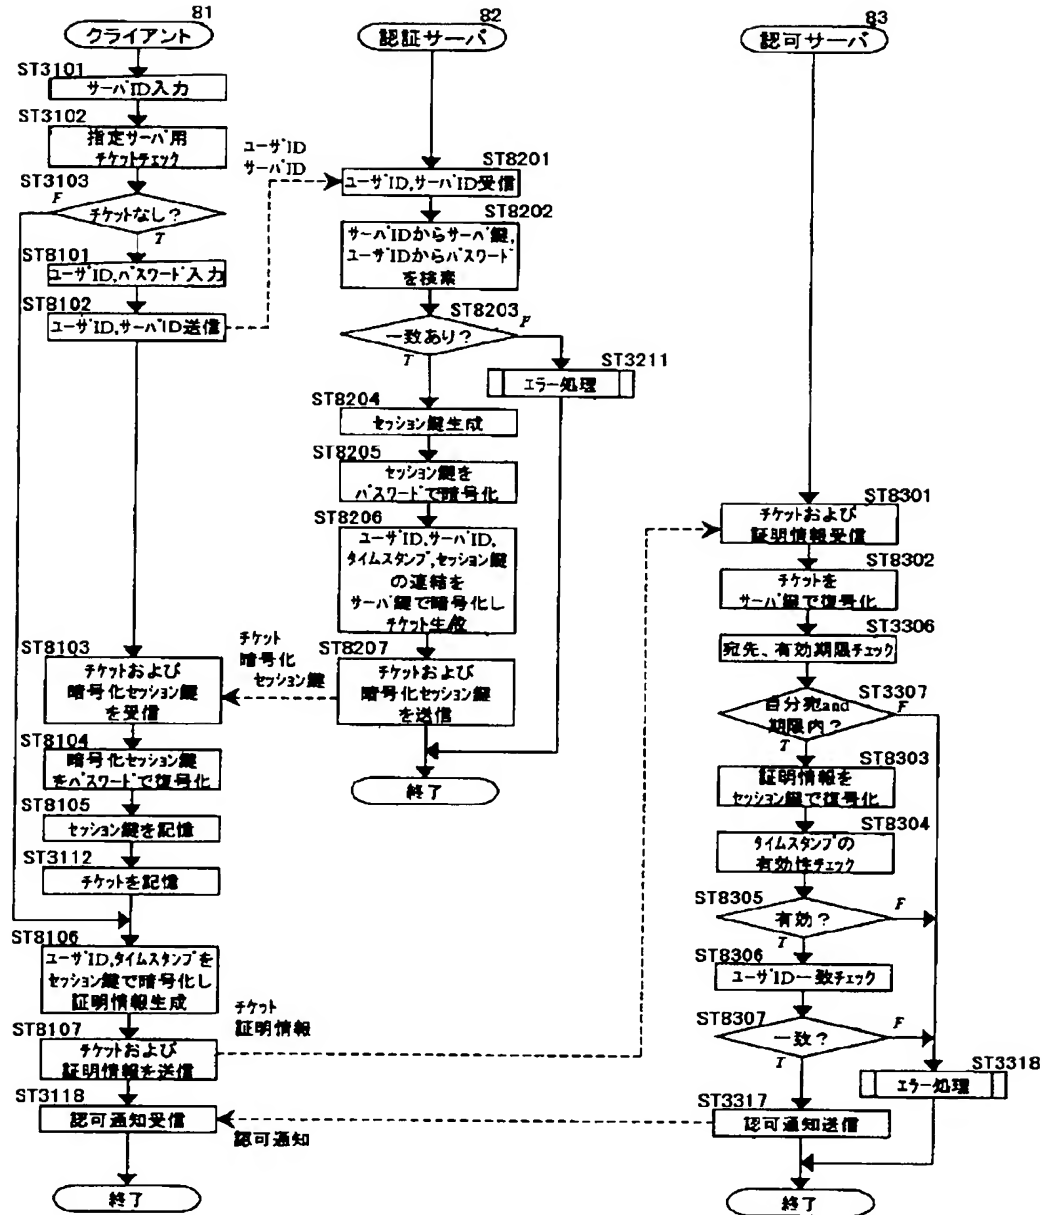 81
クライアント
ST3101
サーバID入力
ST3102
指定サーバ用
チケットチェック
ST3103
F
チケットなし?
T
ST8101
ユーザID,パスワード入力
ST8102
ユーザID,サーバID送信
ユーザID
サーバID
ST8103
チケットおよび
暗号化セッション鍵
を受信
ST8104
暗号化セッション鍵
をパスワードで復号化
ST8105
セッション鍵を記憶
ST3112
チケットを記憶
ST8106
ユーザID,タイムスタンプを
セッション鍵で暗号化し
証明情報生成
ST8107
チケットおよび
証明情報を送信
チケット
証明情報
ST3118
認可通知受信
認可通知
終了
82
認証サーバ
ST8201
ユーザID,サーバID受信
ST8202
サーバIDからサーバ鍵,
ユーザIDからパスワード
を検索
ST8203
一致あり?
F
T
ST3211
エラー処理
ST8204
セッション鍵生成
ST8205
セッション鍵を
パスワードで暗号化
ST8206
ユーザID,サーバID,
タイムスタンプ,セッション鍵
の連結を
サーバ鍵で暗号化し
チケット生成
ST8207
チケットおよび
暗号化セッション鍵
を送信
チケット
暗号化
セッション鍵
終了
83
認可サーバ
ST8301
チケットおよび
証明情報受信
ST8302
チケットを
サーバ鍵で復号化
ST3306
宛先、有効期限チェック
ST3307
自分宛and
期限内?
F
T
ST8303
証明情報を
セッション鍵で復号化
ST8304
タイムスタンプの
有効性チェック
ST8305
有効?
F
T
ST8306
ユーザID一致チェック
ST8307
一致?
F
T
ST3318
エラー処理
ST3317
認可通知送信
終了